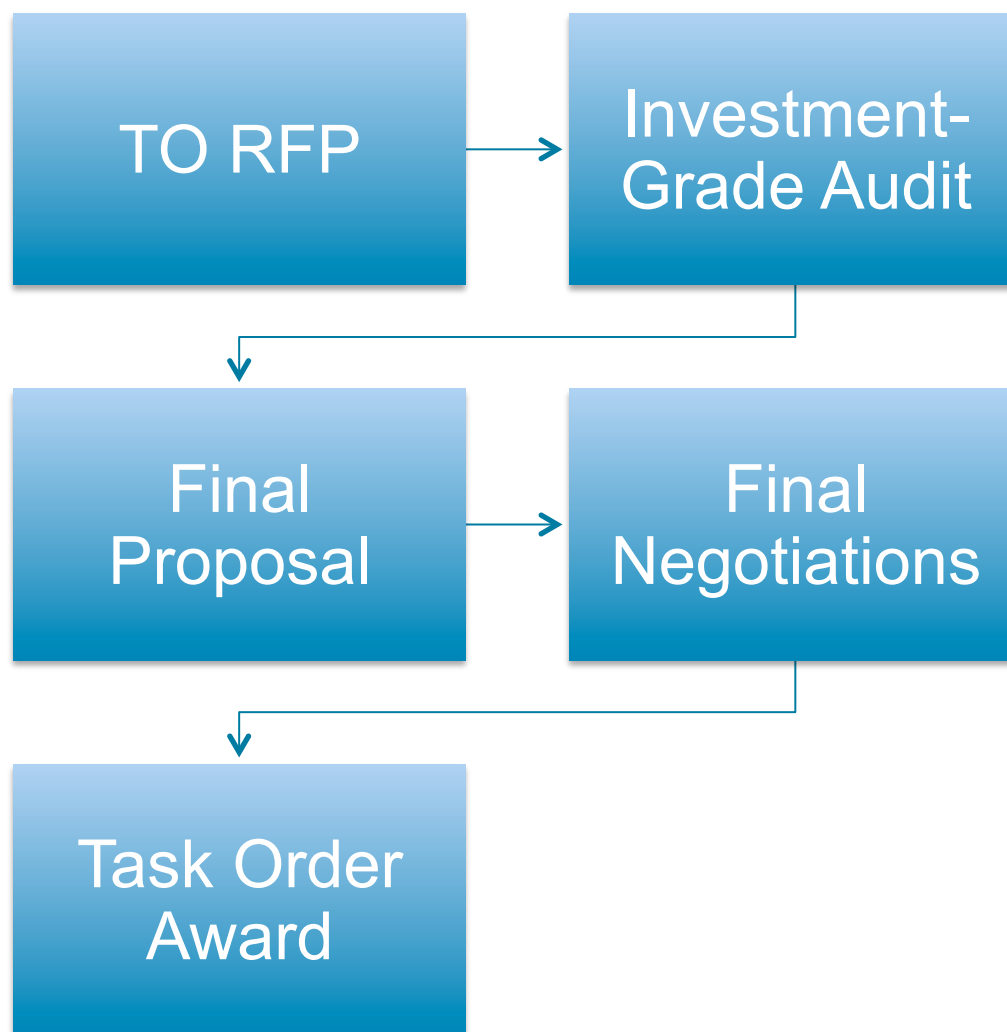 TO RFP
Investment-
Grade Audit
Final
Proposal
Final
Negotiations
Task Order
Award